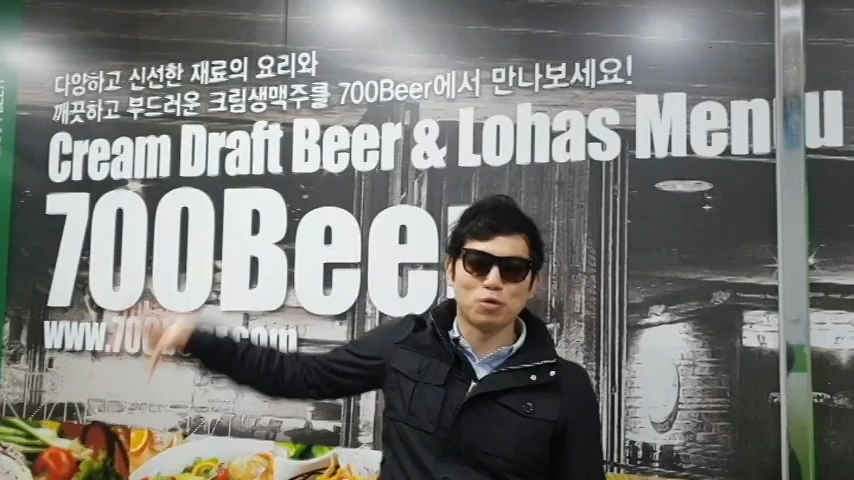 다양하고 신선한 재료의 요리와
깨끗하고 부드러운 크림생맥주를 700Beer에서 만나보세요!
Cream Draft Beer & Lohas Menu
700Beer
www.700beer.com